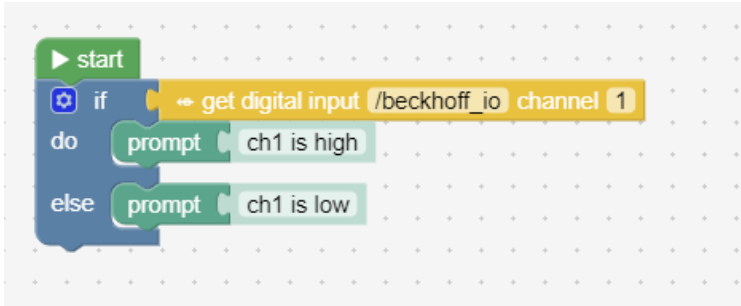 start
if get digital input /beckhoff_io channel 1
do prompt ch1 is high
else prompt ch1 is low